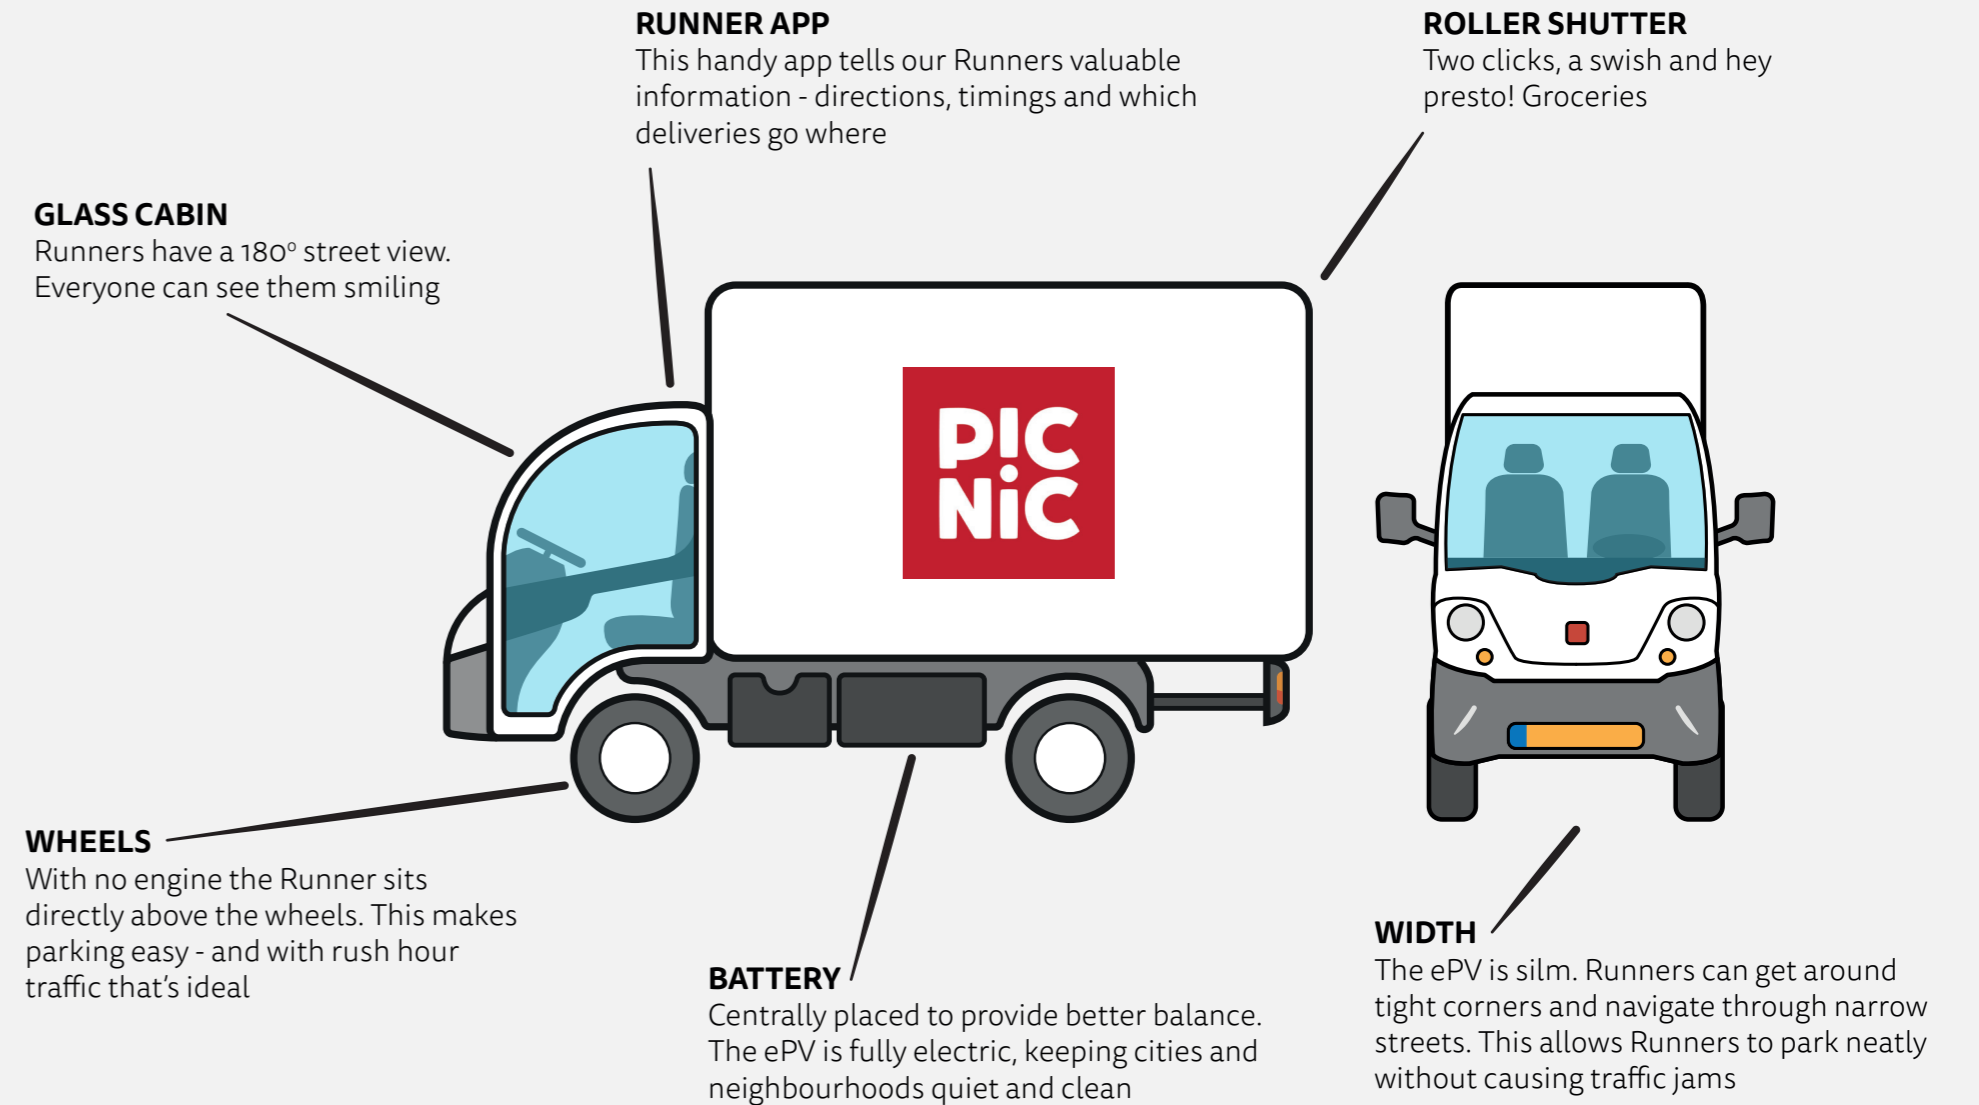 RUNNER APP
This handy app tells our Runners valuable
information - directions, timings and which
deliveries go where
ROLLER SHUTTER
Two clicks, a swish and hey
presto! Groceries
GLASS CABIN
Runners have a 180° street view.
Everyone can see them smiling
P!C
NiC
WHEELS
With no engine the Runner sits
directly above the wheels. This makes
parking easy - and with rush hour
traffic that's ideal
BATTERY
Centrally placed to provide better balance.
The ePV is fully electric, keeping cities and
neighbourhoods quiet and clean
WIDTH
The ePV is silm. Runners can get around
tight corners and navigate through narrow
streets. This allows Runners to park neatly
without causing traffic jams